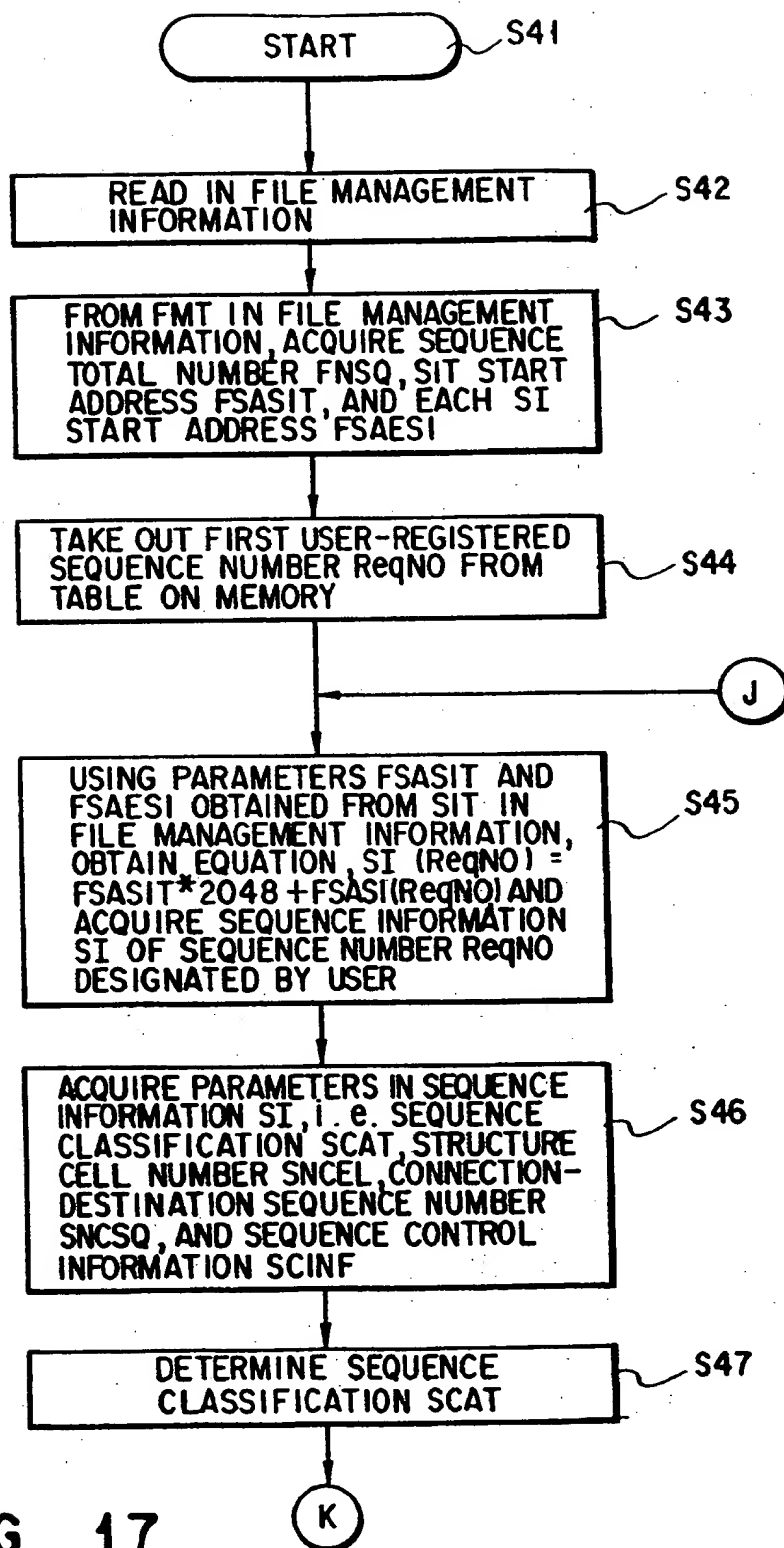 START
S41
READ IN FILE MANAGEMENT
INFORMATION
S42
FROM FMT IN FILE MANAGEMENT
INFORMATION, ACQUIRE SEQUENCE
TOTAL NUMBER FNSQ, SIT START
ADDRESS FSASIT, AND EACH SI
START ADDRESS FSAESI
S43
TAKE OUT FIRST USER-REGISTERED
SEQUENCE NUMBER ReqNO FROM
TABLE ON MEMORY
S44
J
USING PARAMETERS FSASIT AND
FSAESI OBTAINED FROM SIT IN
FILE MANAGEMENT INFORMATION,
OBTAIN EQUATION, SI (ReqNO) =
FSASIT*2048+FSASI(ReqNO) AND
ACQUIRE SEQUENCE INFORMATION
SI OF SEQUENCE NUMBER ReqNO
DESIGNATED BY USER
S45
ACQUIRE PARAMETERS IN SEQUENCE
INFORMATION SI, i.e. SEQUENCE
CLASSIFICATION SCAT, STRUCTURE
CELL NUMBER SNCEL, CONNECTION-
DESTINATION SEQUENCE NUMBER
SNCSQ, AND SEQUENCE CONTROL
INFORMATION SCINF
S46
DETERMINE SEQUENCE
CLASSIFICATION SCAT
S47
K
G. 17